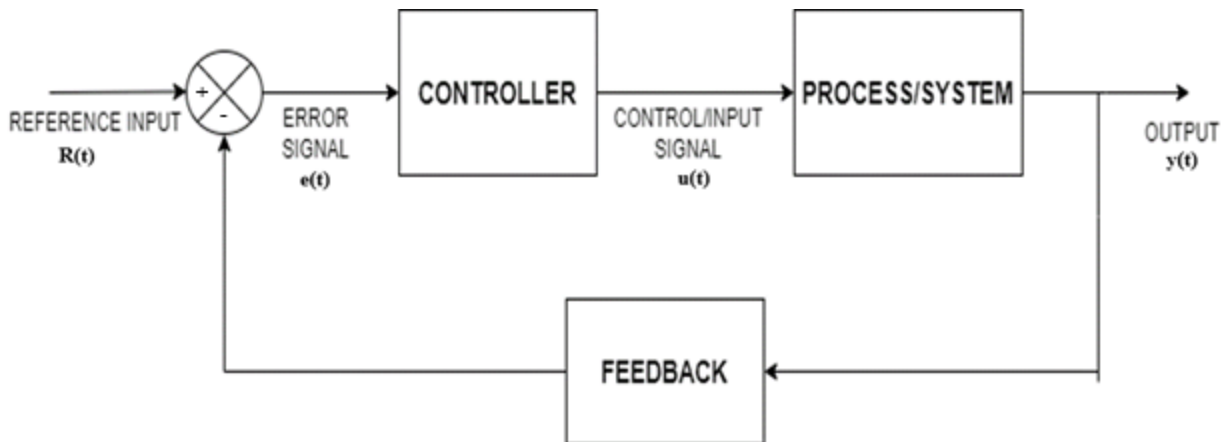 CONTROLLER
PROCESS/SYSTEM
+
-
REFERENCE INPUT
R(t)
ERROR
SIGNAL
e(t)
CONTROL/INPUT
SIGNAL
u(t)
OUTPUT
y(t)
FEEDBACK